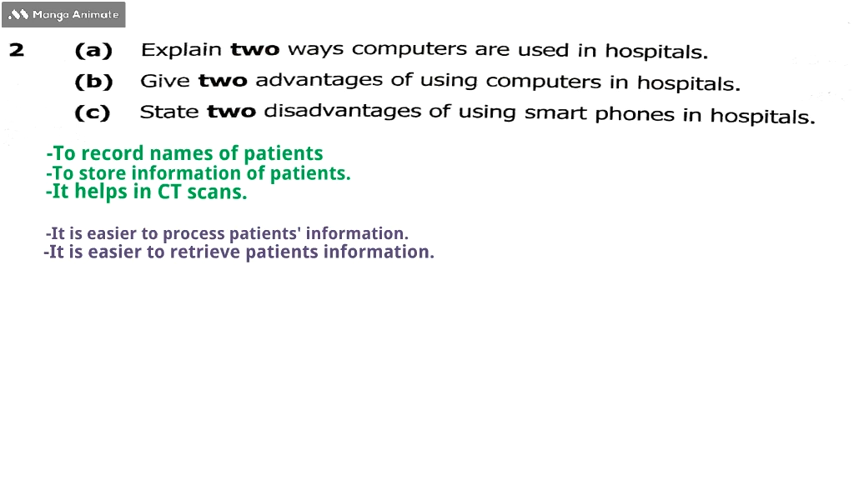 Manga Animate
2 (a) Explain two ways computers are used in hospitals.
(b) Give two advantages of using computers in hospitals.
(c) State two disadvantages of using smart phones in hospitals.
-To record names of patients
-To store information of patients.
-It helps in CT scans.
-It is easier to process patients' information.
-It is easier to retrieve patients information.